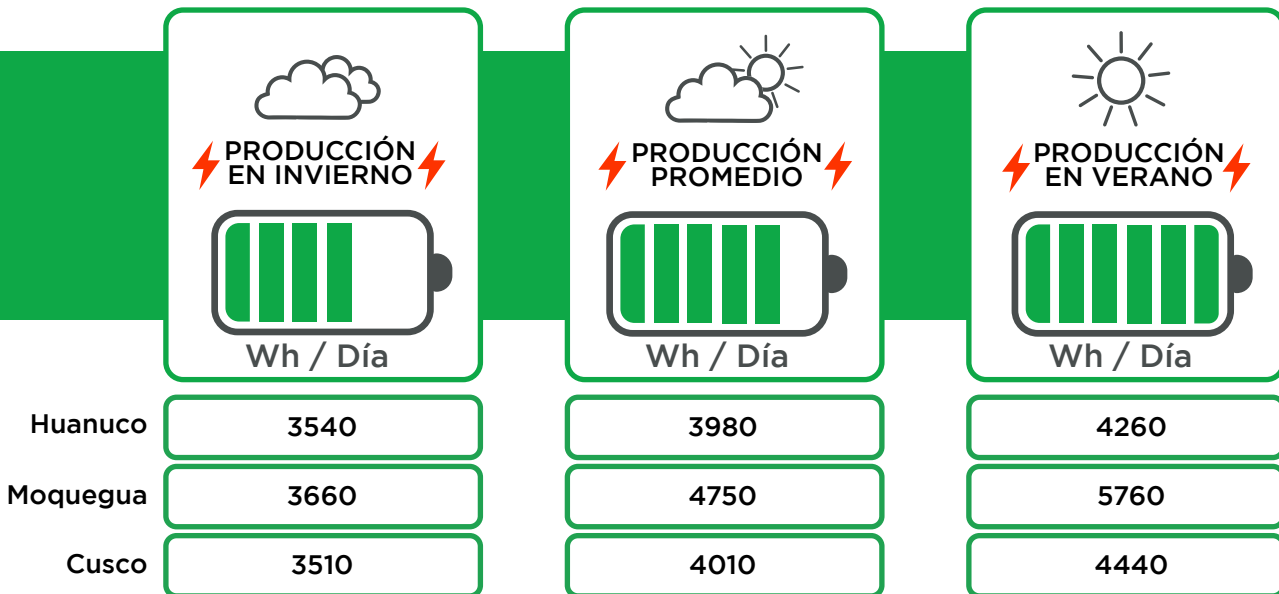 PRODUCCIÓN
EN INVIERNO
Wh / Día
PRODUCCIÓN
PROMEDIO
Wh / Día
PRODUCCIÓN
EN VERANO
Wh / Día
Huanuco 3540 3980 4260
Moquegua 3660 4750 5760
Cusco 3510 4010 4440